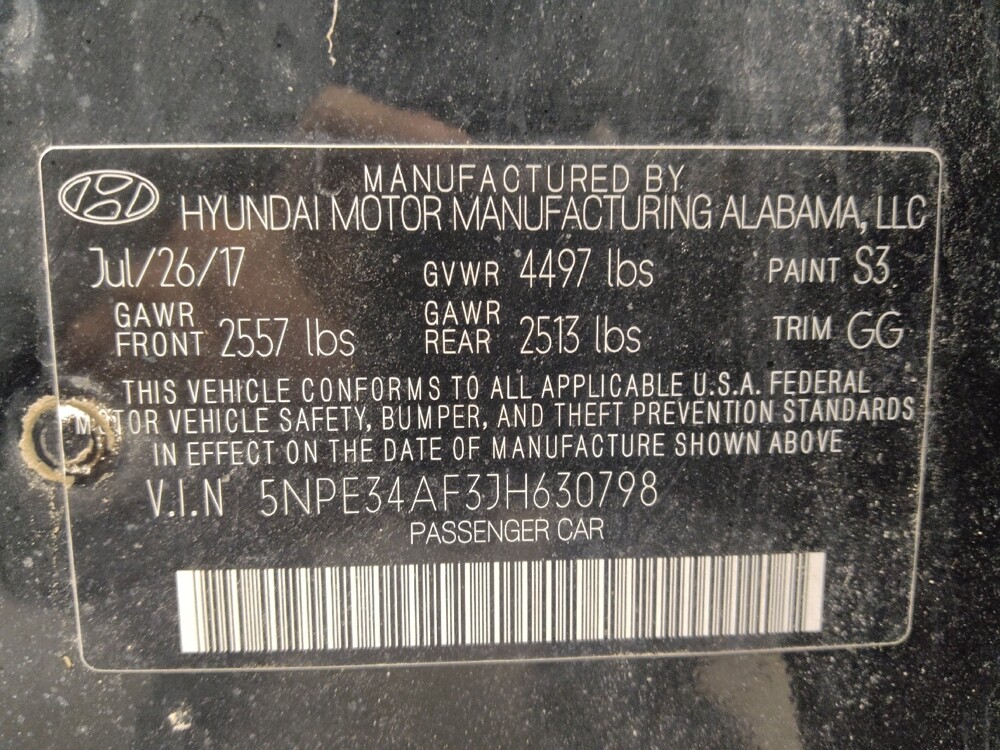 MANUFACTURED BY
HYUNDAI MOTOR MANUFACTURING ALABAMA, LLC
Jul/26/17 GVWR 4497 lbs PAINT S3
GAWR FRONT 2557 lbs GAWR REAR 2513 lbs TRIM GG
THIS VEHICLE CONFORMS TO ALL APPLICABLE U.S.A. FEDERAL
MOTOR VEHICLE SAFETY, BUMPER, AND THEFT PREVENTION STANDARDS
IN EFFECT ON THE DATE OF MANUFACTURE SHOWN ABOVE
V.I.N 5NPE34AF3JH630798
PASSENGER CAR